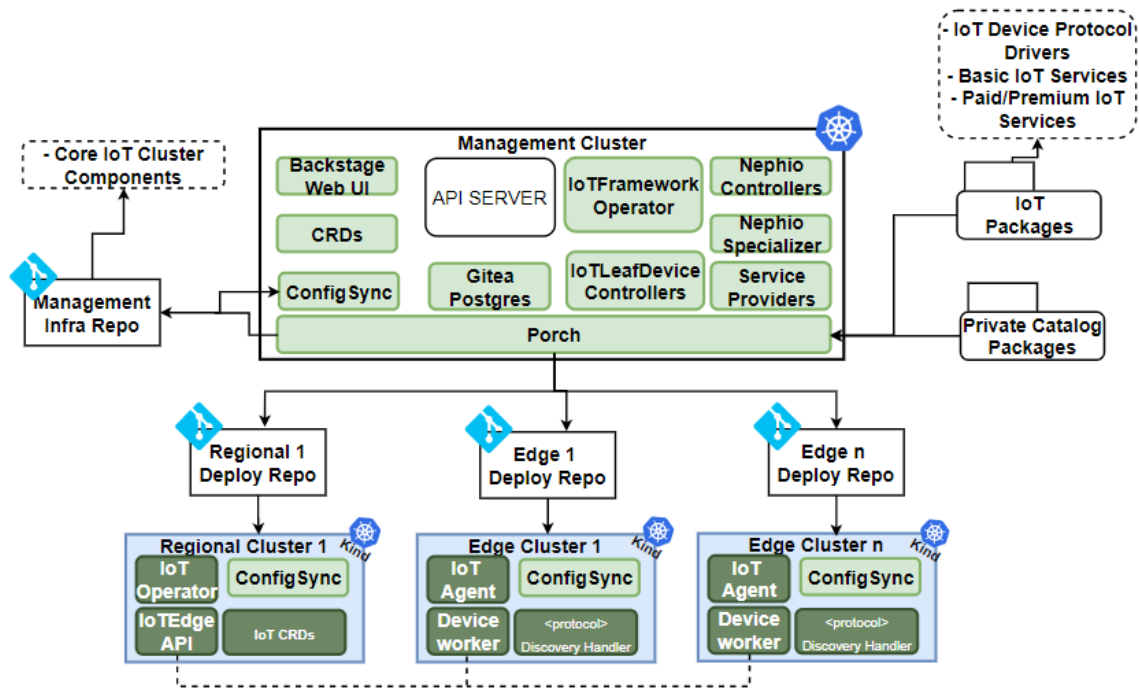 - IoT Device Protocol
Drivers
- Basic IoT Services
- Paid/Premium IoT
Services
Management Cluster
- Core IoT Cluster
Components
Backstage
Web UI
API SERVER
IoTFramework
Operator
Nephio
Controllers
IoT
Packages
CRDs
Nephio
Specializer
Management
Infra Repo
ConfigSync
Gitea
Postgres
IoTLeafDevice
Controllers
Service
Providers
Private Catalog
Packages
Porch
Regional 1
Deploy Repo
Edge 1
Deploy Repo
Edge n
Deploy Repo
Regional Cluster 1
Kind
IoT
Operator
ConfigSync
IoTEdge
API
IoT CRDs
Edge Cluster 1
Kind
IoT
Agent
ConfigSync
Device
worker
<protocol>
Discovery Handler
Edge Cluster n
Kind
IoT
Agent
ConfigSync
Device
worker
<protocol>
Discovery Handler